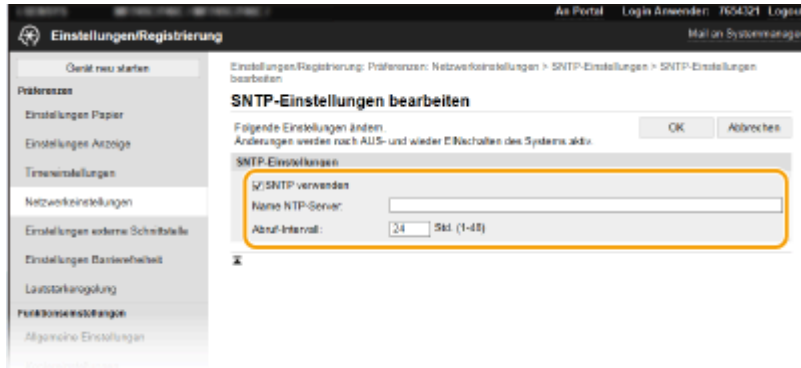 An Portal Login Anwender: 7654321 Logout
Einstellungen/Registrierung
Mail an Systemmanager
Gerät neu starten
Präferenzen
Einstellungen Papier
Einstellungen Anzeige
Timereinstellungen
Netzwerkeinstellungen
Einstellungen externe Schnittstelle
Einstellungen Barrierefreiheit
Lautstärkeregelung
Funktionseinstellungen
Allgemeine Einstellungen
Einstellungen/Registrierung: Präferenzen: Netzwerkeinstellungen > SNTP-Einstellungen > SNTP-Einstellungen
bearbeiten
SNTP-Einstellungen bearbeiten
Folgende Einstellungen ändern.
Änderungen werden nach AUS- und wieder EINschalten des Systems aktiv.
OK Abbrechen
SNTP-Einstellungen
SNTP verwenden
Name NTP-Server:
Abruf-Intervall: 24 Std. (1-48)